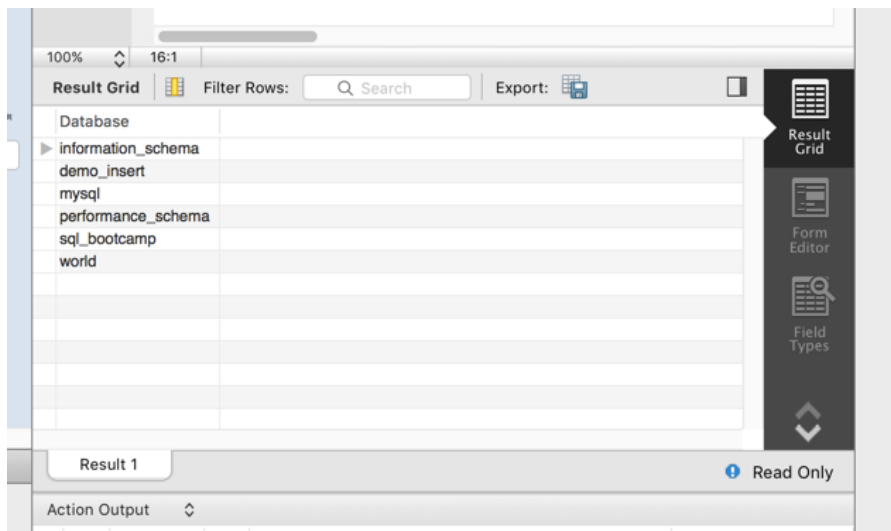 100% 16:1
Result Grid Filter Rows: Search Export:
Database
information_schema
demo_insert
mysql
performance_schema
sql_bootcamp
world
Result
Grid
Form
Editor
Field
Types
Result 1
Read Only
Action Output